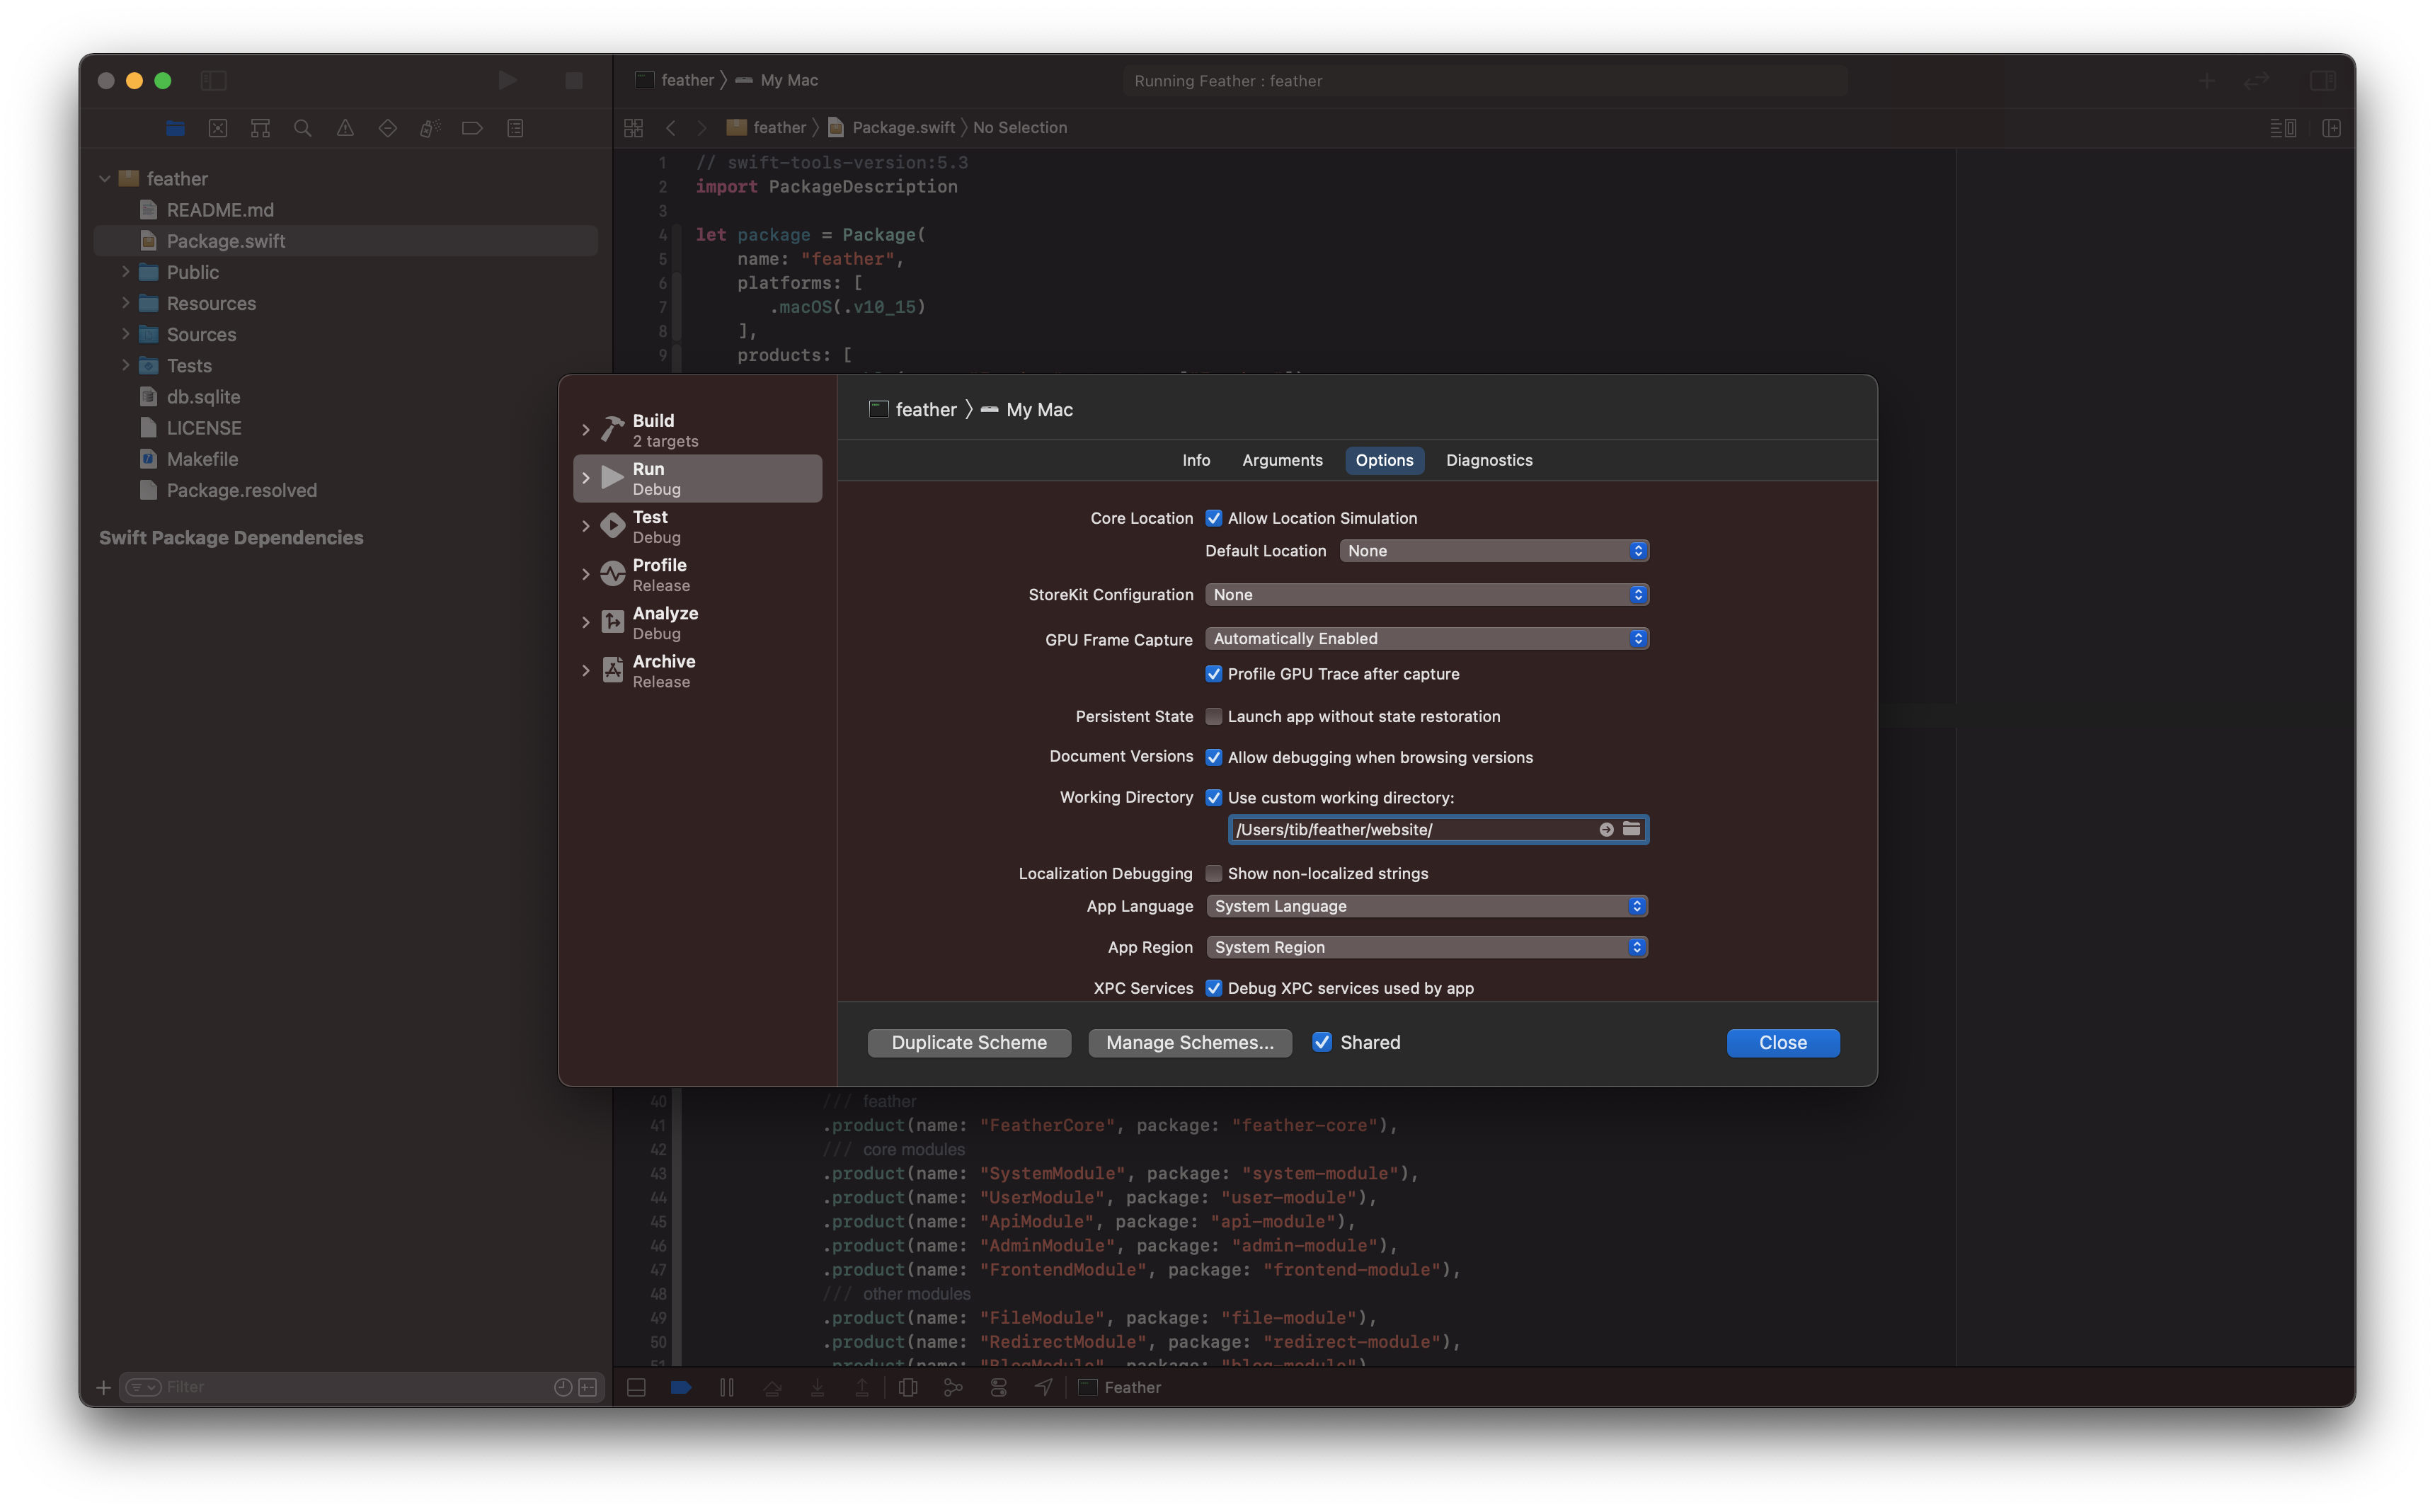 feather
My Mac
Running Feather : feather
feather
Package.swift
No Selection
feather
README.md
Package.swift
Public
Resources
Sources
Tests
db.sqlite
LICENSE
Makefile
Package.resolved
Swift Package Dependencies
Filter
1 // swift-tools-version:5.3
2 import PackageDescription
3
4 let package = Package(
5 name: "feather",
6 platforms: [
7 .macOS(.v10_15)
8 ],
9 products: [
Build
2 targets
Run
Debug
Test
Debug
Profile
Release
Analyze
Debug
Archive
Release
feather
My Mac
Info Arguments Options Diagnostics
Core Location Allow Location Simulation
Default Location None
StoreKit Configuration None
GPU Frame Capture Automatically Enabled
Profile GPU Trace after capture
Persistent State Launch app without state restoration
Document Versions Allow debugging when browsing versions
Working Directory Use custom working directory:
/Users/tib/feather/website/
Localization Debugging Show non-localized strings
App Language System Language
App Region System Region
XPC Services Debug XPC services used by app
Duplicate Scheme Manage Schemes... Shared Close
40 /// feather
41 .product(name: "FeatherCore", package: "feather-core"),
42 /// core modules
43 .product(name: "SystemModule", package: "system-module"),
44 .product(name: "UserModule", package: "user-module"),
45 .product(name: "ApiModule", package: "api-module"),
46 .product(name: "AdminModule", package: "admin-module"),
47 .product(name: "FrontendModule", package: "frontend-module"),
48 /// other modules
49 .product(name: "FileModule", package: "file-module"),
50 .product(name: "RedirectModule", package: "redirect-module"),
51 .product(name: "BlogModule", package: "blog-module"),
Feather